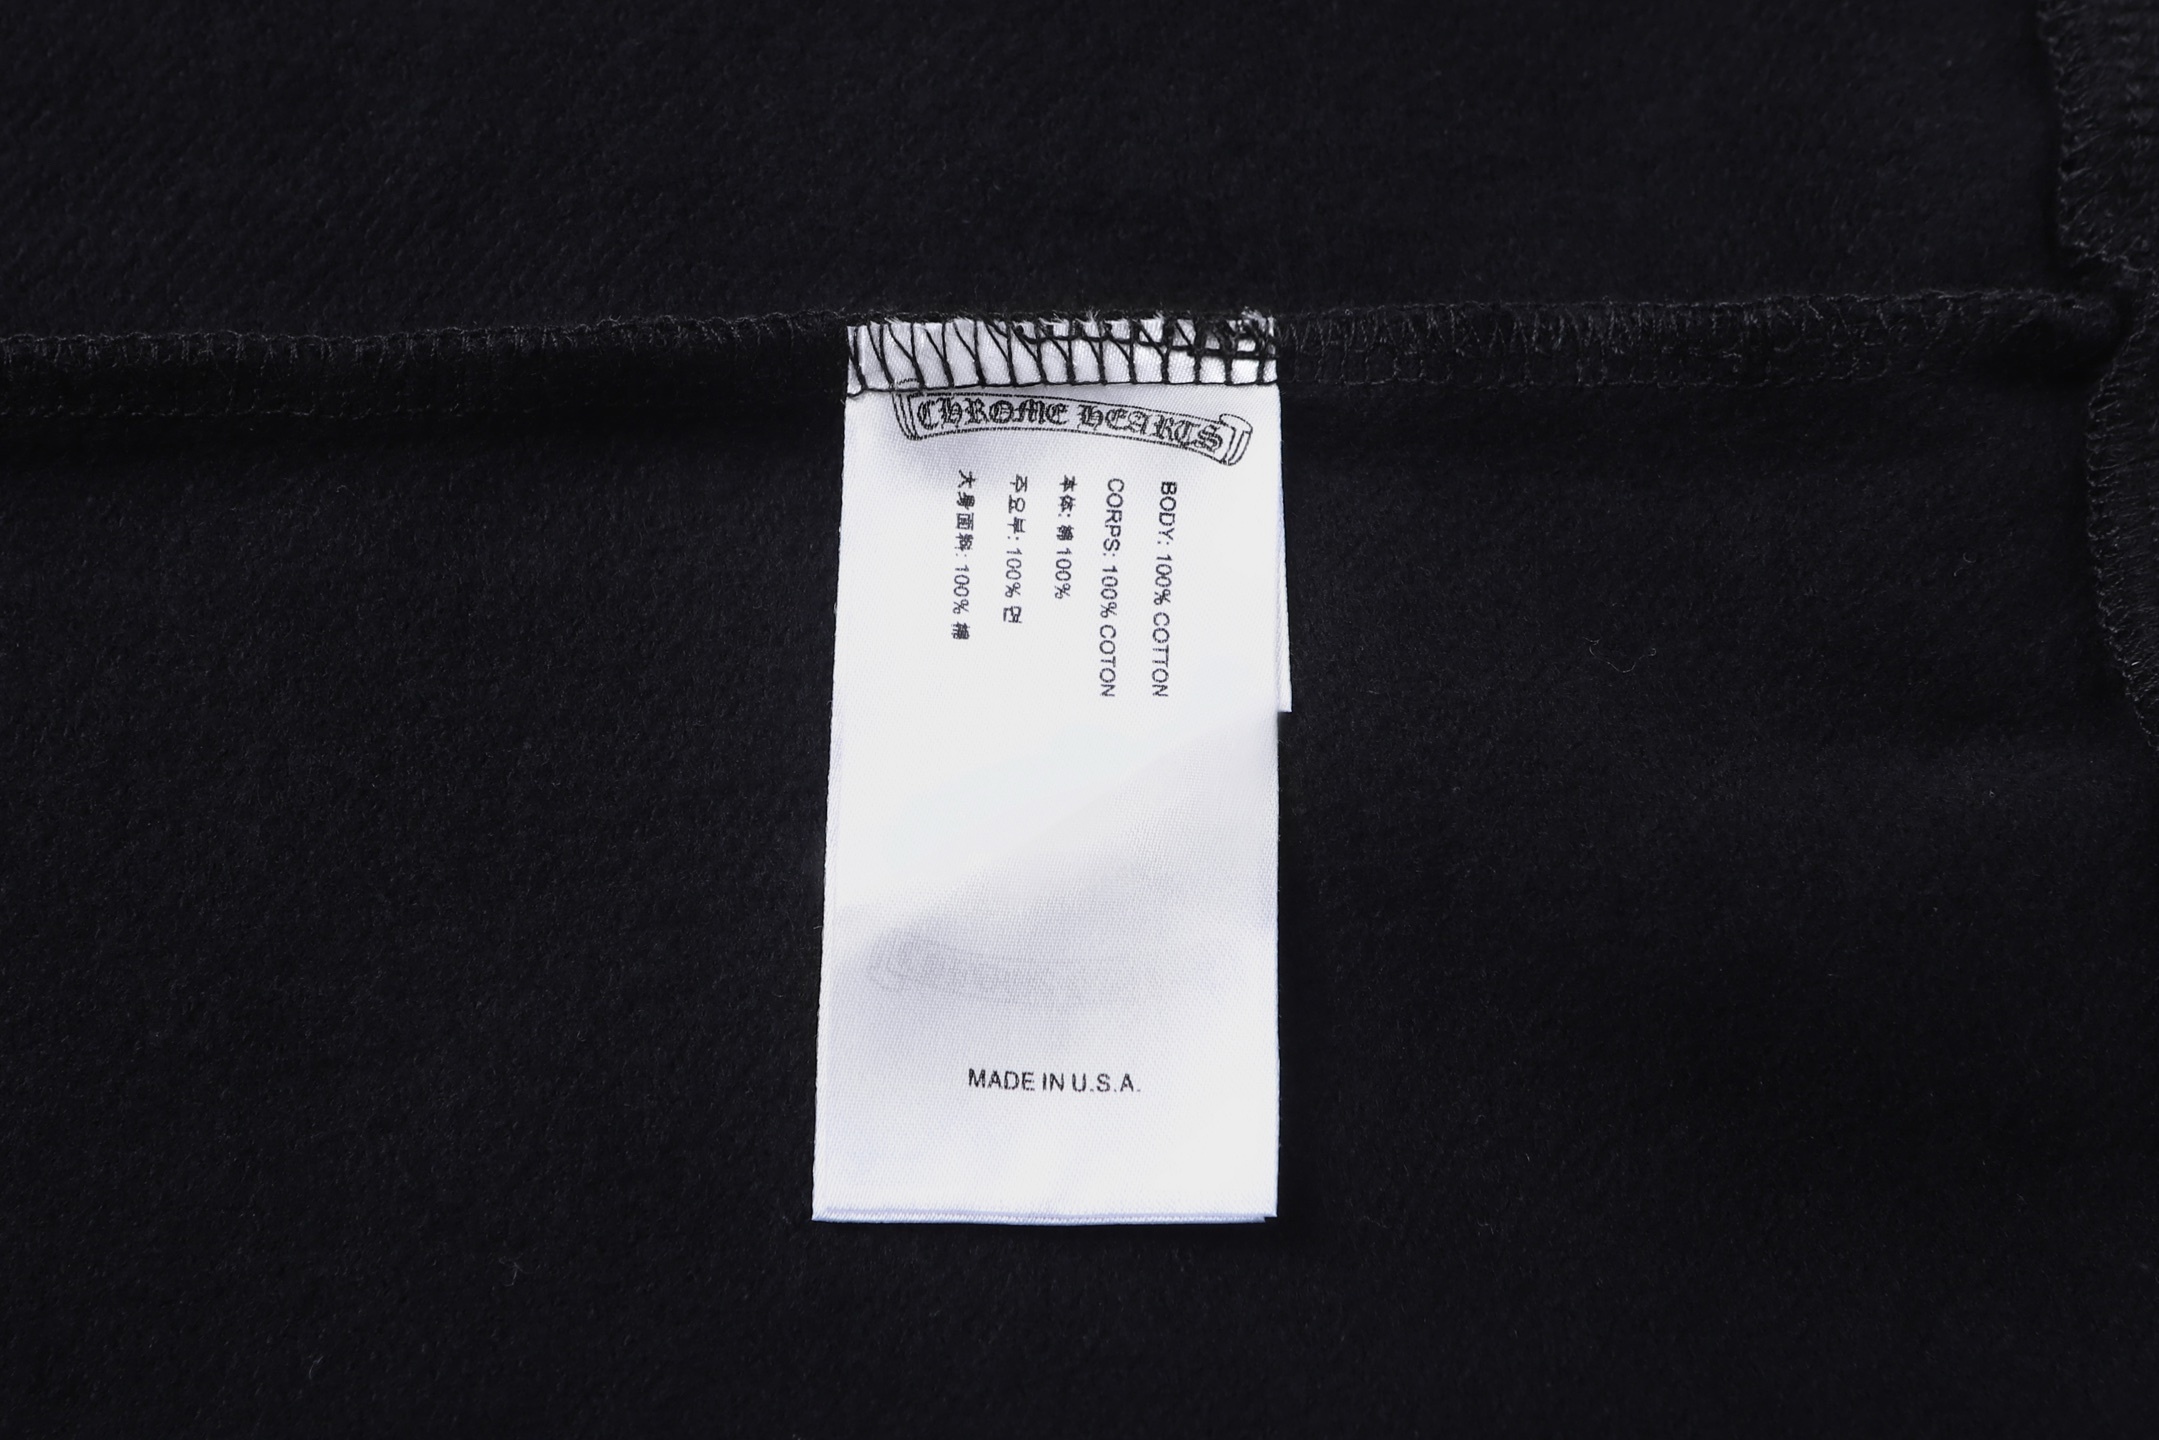 CHROME HEARTS
BODY: 100% COTTON
CORPS: 100% COTON
本体: 綿 100%
주요부: 100% 면
大身面料: 100% 棉
MADE IN U.S.A.